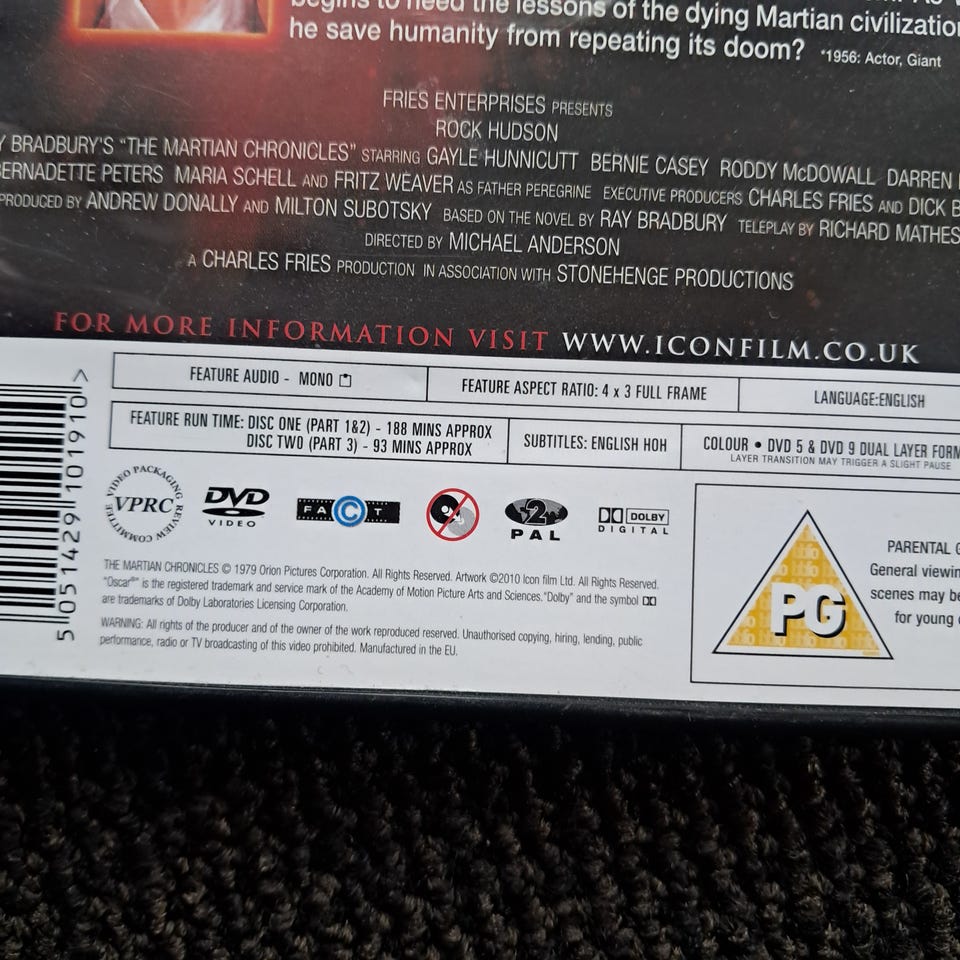 begins to heed the lessons of the dying Martian civilization
he save humanity from repeating its doom? *1956: Actor, Giant
FRIES ENTERPRISES PRESENTS
ROCK HUDSON
Y BRADBURY'S "THE MARTIAN CHRONICLES" STARRING GAYLE HUNNICUTT BERNIE CASEY RODDY McDOWALL DARREN
ERNADETTE PETERS MARIA SCHELL AND FRITZ WEAVER AS FATHER PEREGRINE EXECUTIVE PRODUCERS CHARLES FRIES AND DICK B
PRODUCED BY ANDREW DONALLY AND MILTON SUBOTSKY BASED ON THE NOVEL BY RAY BRADBURY TELEPLAY BY RICHARD MATHES
DIRECTED BY MICHAEL ANDERSON
A CHARLES FRIES PRODUCTION IN ASSOCIATION WITH STONEHENGE PRODUCTIONS
FOR MORE INFORMATION VISIT WWW.ICONFILM.CO.UK
FEATURE AUDIO - MONO
FEATURE ASPECT RATIO: 4 x 3 FULL FRAME
LANGUAGE:ENGLISH
FEATURE RUN TIME: DISC ONE (PART 1&2) - 188 MINS APPROX
DISC TWO (PART 3) - 93 MINS APPROX
SUBTITLES: ENGLISH HOH
COLOUR • DVD 5 & DVD 9 DUAL LAYER FORM
LAYER TRANSITION MAY TRIGGER A SLIGHT PAUSE
5 051429 101910 >
VIDEO PACKAGING REVIEW COMMITTEE
VPRC
DVD
VIDEO
FACT
2
PAL
DOLBY
DIGITAL
THE MARTIAN CHRONICLES © 1979 Orion Pictures Corporation. All Rights Reserved. Artwork ©2010 Icon film Ltd. All Rights Reserved.
"Oscar®" is the registered trademark and service mark of the Academy of Motion Picture Arts and Sciences. "Dolby" and the symbol
are trademarks of Dolby Laboratories Licensing Corporation.
WARNING: All rights of the producer and of the owner of the work reproduced reserved. Unauthorised copying, hiring, lending, public
performance, radio or TV broadcasting of this video prohibited. Manufactured in the EU.
PG
PARENTAL G
General viewin
scenes may be
for young